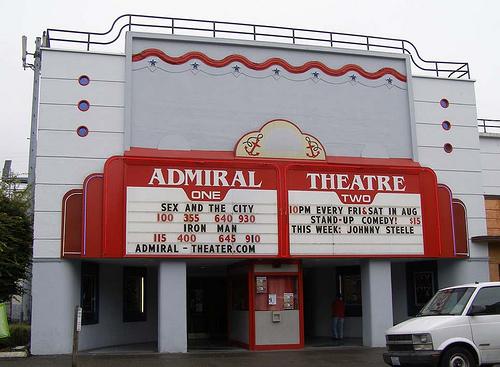 ADMIRAL
ONE
SEX AND THE CITY
100 355 640 930
IRON MAN
115 400 645 910
ADMIRAL - THEATER.COM
THEATRE
TWO
10PM EVERY FRI&SAT IN AUG
STAND-UP COMEDY! $15
THIS WEEK: JOHNNY STEELE